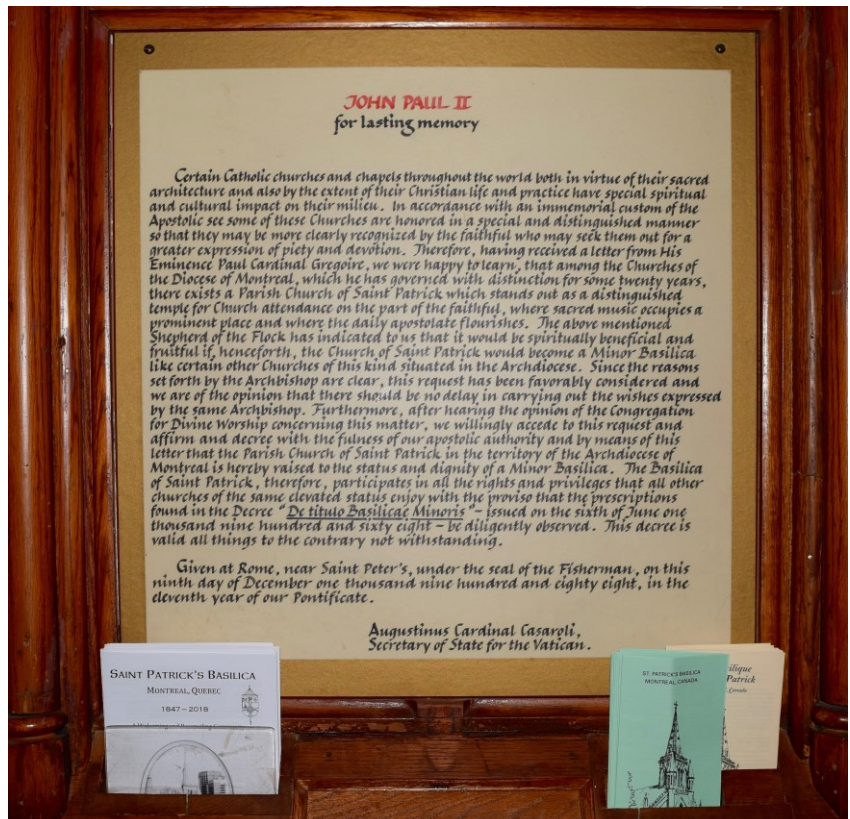 JOHN PAUL II
for lasting memory
Certain Catholic churches and chapels throughout the world both in virtue of their sacred
architecture and also by the extent of their Christian life and practice have special spiritual
and cultural impact on their milieu. In accordance with an immemorial custom of the
Apostolic see some of these Churches are honored in a special and distinguished manner
so that they may be more clearly recognized by the faithful who may seek them out for a
greater expression of piety and devotion. Therefore, having received a letter from His
Eminence Paul Cardinal Gregoire, we were happy to learn, that among the Churches of
the Diocese of Montreal, which he has governed with distinction for some twenty years,
there exists a Parish Church of Saint Patrick which stands out as a distinguished
temple for Church attendance on the part of the faithful, where sacred music occupies a
prominent place and where the daily apostolate flourishes. The above mentioned
Shepherd of the Flock has indicated to us that it would be spiritually beneficial and
fruitful if, henceforth, the Church of Saint Patrick would become a Minor Basilica
like certain other Churches of this kind situated in the Archdiocese. Since the reasons
set forth by the Archbishop are clear, this request has been favorably considered and
we are of the opinion that there should be no delay in carrying out the wishes expressed
by the same Archbishop. Furthermore, after hearing the opinion of the Congregation
for Divine Worship concerning this matter, we willingly accede to this request and
affirm and decree with the fulness of our apostolic authority and by means of this
letter that the Parish Church of Saint Patrick in the territory of the Archdiocese of
Montreal is hereby raised to the status and dignity of a Minor Basilica. The Basilica
of Saint Patrick, therefore, participates in all the rights and privileges that all other
churches of the same elevated status enjoy with the proviso that the prescriptions
found in the Decree "De titulo Basilicae Minoris" – issued on the sixth of June one
thousand nine hundred and sixty eight – be diligently observed. This decree is
valid all things to the contrary not withstanding.
Given at Rome, near Saint Peter's, under the seal of the Fisherman, on this
ninth day of December one thousand nine hundred and eighty eight, in the
eleventh year of our Pontificate.
Augustinus Cardinal Casaroli,
Secretary of State for the Vatican.
SAINT PATRICK'S BASILICA
MONTREAL, QUEBEC
1847 – 2018
ST. PATRICK'S BASILICA
MONTREAL, CANADA
ilique
Patrick